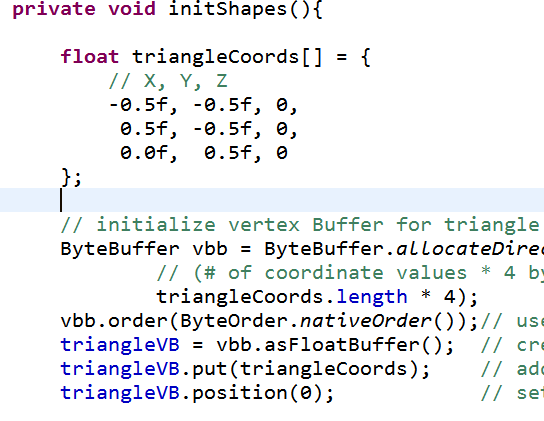 private void initShapes(){
float triangleCoords[] = {
// X, Y, Z
-0.5f, -0.5f, 0,
0.5f, -0.5f, 0,
0.0f, 0.5f, 0
};
// initialize vertex Buffer for triangle
ByteBuffer vbb = ByteBuffer.allocateDirec
// (# of coordinate values * 4 by
triangleCoords.length * 4);
vbb.order(ByteOrder.nativeOrder());// use
triangleVB = vbb.asFloatBuffer(); // cre
triangleVB.put(triangleCoords); // add
triangleVB.position(0); // set